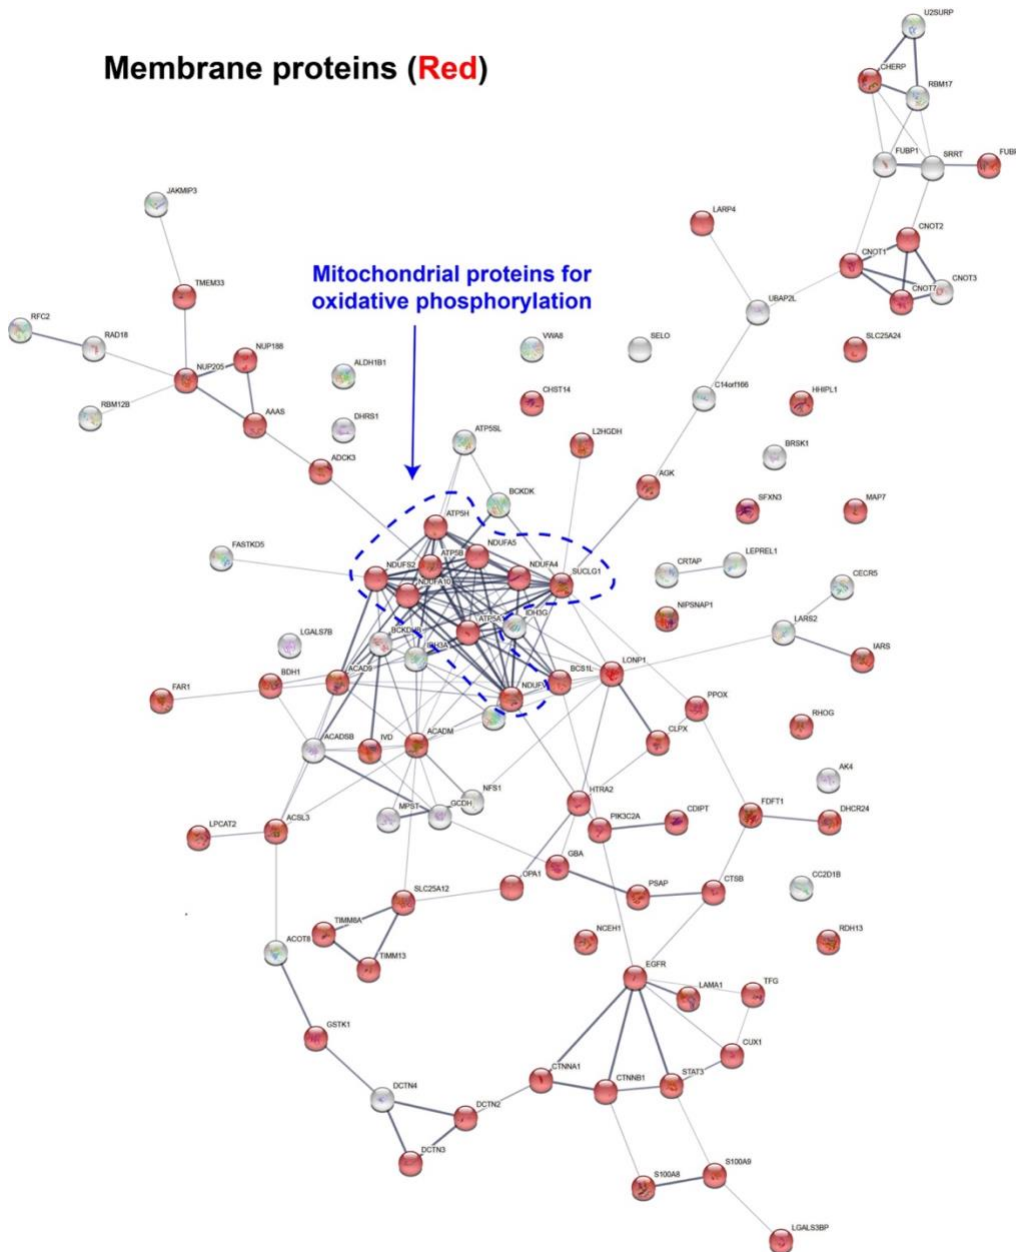 Membrane proteins (Red)
U2SURP
CHERP
RBM17
FUBP1
SRRT
JAKMIP3
LARP4
CNOT2
CNOT1
CNOT7
CNOT3
Mitochondrial proteins for
oxidative phosphorylation
TMEM33
UBAP2L
RFC2
RAD18
NUP188
NUP205
VWA8
SELO
SLC25A24
ALDH1B1
CHST14
C14orf166
HHIPL1
RBM12B
AAAS
DHRS1
ATP5SL
L2HGDH
BRSK1
ADCK3
AGK
BCKDK
SFXN3
MAP7
ATP5H
NDUFA5
FASTKD5
ATP5B
NDUFS2
NDUFA4
SUCLG1
NDUFA10
CRTAP
LEPREL1
CECR5
NIPSNAP1
IDH3G
LARS2
LGALS7B
IARS
BDH1
ACAD9
BCS1L
LONP1
FAR1
PPOX
RHOG
ACADSB
IVD
ACADM
CLPX
AK4
NFS1
MPST
GCDH
HTRA2
LPCAT2
ACSL3
PIK3C2A
CDIPT
FDFT1
DHCR24
GBA
OPA1
PSAP
CTSB
CC2D1B
SLC25A12
TIMM8A
TIMM13
NCEH1
RDH13
ACOT8
EGFR
LAMA1
TFG
GSTK1
CUX1
CTNNA1
CTNNB1
STAT3
DCTN4
DCTN2
DCTN3
S100A8
S100A9
LGALS3BP